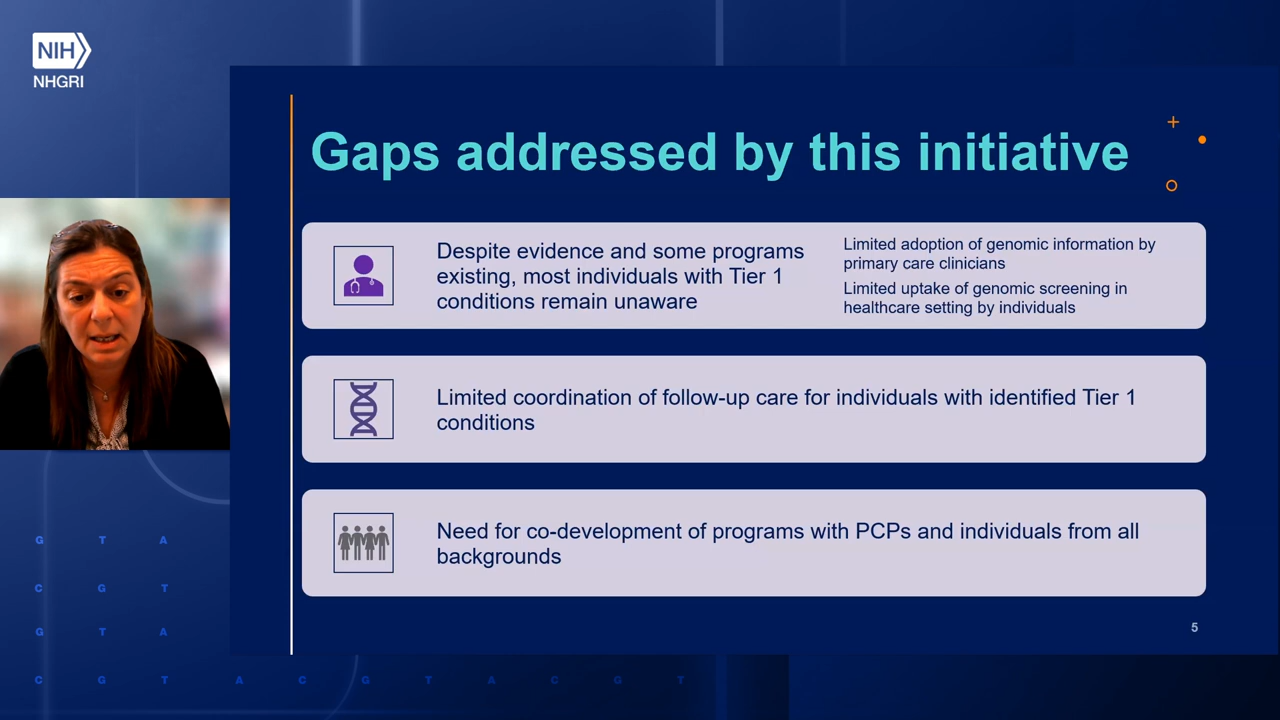 NIH
NHGRI
Gaps addressed by this initiative
Despite evidence and some programs
existing, most individuals with Tier 1
conditions remain unaware
Limited adoption of genomic information by
primary care clinicians
Limited uptake of genomic screening in
healthcare setting by individuals
Limited coordination of follow-up care for individuals with identified Tier 1
conditions
Need for co-development of programs with PCPs and individuals from all
backgrounds
5
G T A
C G T
G T A
C G T A C G T A C G T